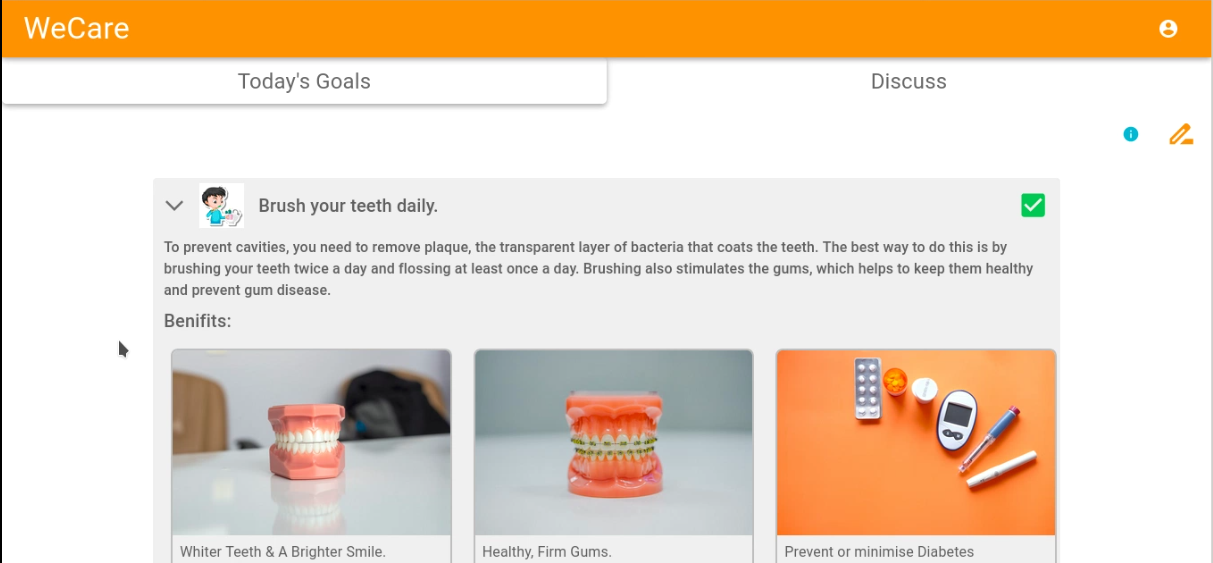 WeCare
Today's Goals
Discuss
Brush your teeth daily.
To prevent cavities, you need to remove plaque, the transparent layer of bacteria that coats the teeth. The best way to do this is by
brushing your teeth twice a day and flossing at least once a day. Brushing also stimulates the gums, which helps to keep them healthy
and prevent gum disease.
Benifits:
Whiter Teeth & A Brighter Smile.
Healthy, Firm Gums.
Prevent or minimise Diabetes